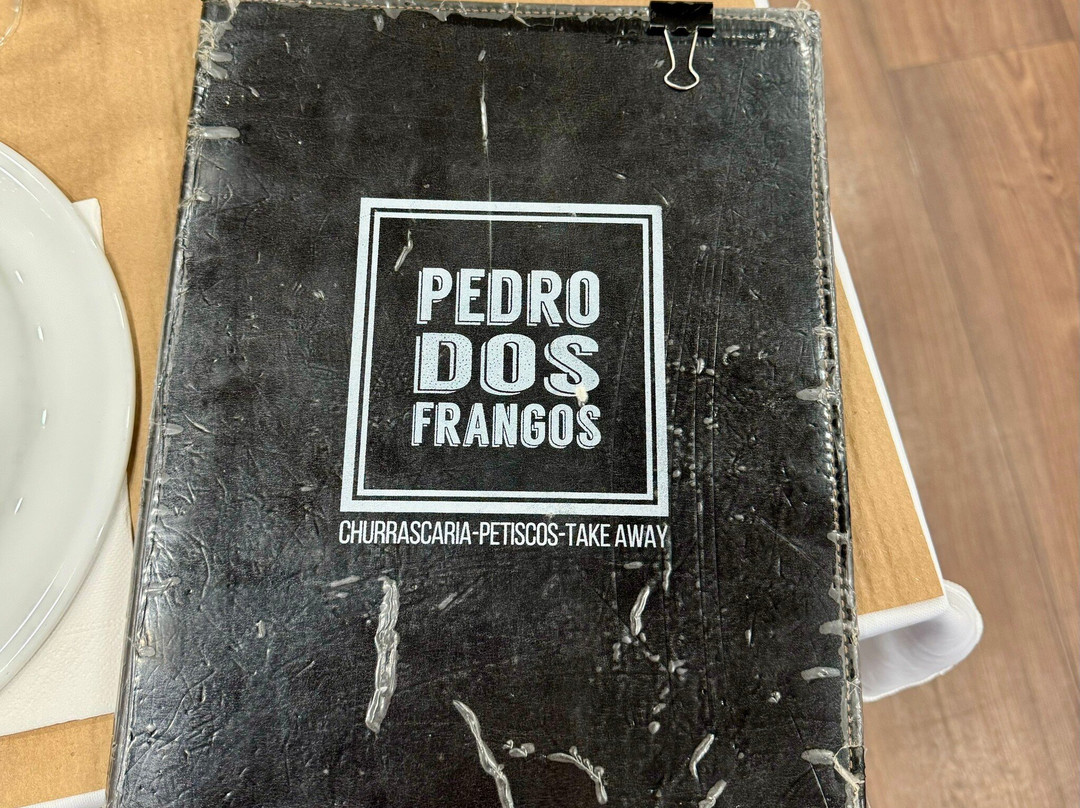 PEDRO
DOS
FRANGOS
CHURRASCARIA-PETISCOS-TAKE AWAY